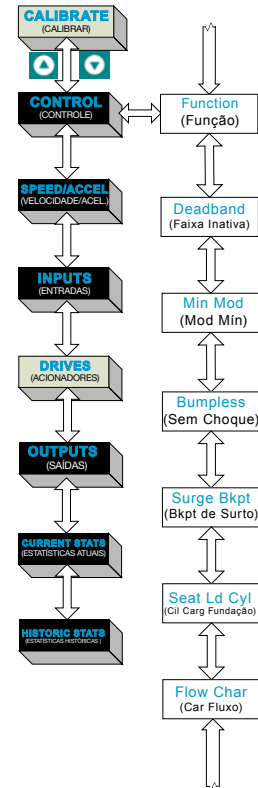 CALIBRATE
(CALIBRAR)
CONTROL
(CONTROLE)
SPEED/ACCEL
(VELOCIDADE/ACEL.)
INPUTS
(ENTRADAS)
DRIVES
(ACIONADORES)
OUTPUTS
(SAÍDAS)
CURRENT STATS
(ESTATÍSTICAS ATUAIS)
HISTORIC STATS
(ESTATÍSTICAS HISTÓRICAS )
Function
(Função)
Deadband
(Faixa Inativa)
Min Mod
(Mod Mín)
Bumpless
(Sem Choque)
Surge Bkpt
(Bkpt de Surto)
Seat Ld Cyl
(Cil Carg Fundação)
Flow Char
(Car Fluxo)